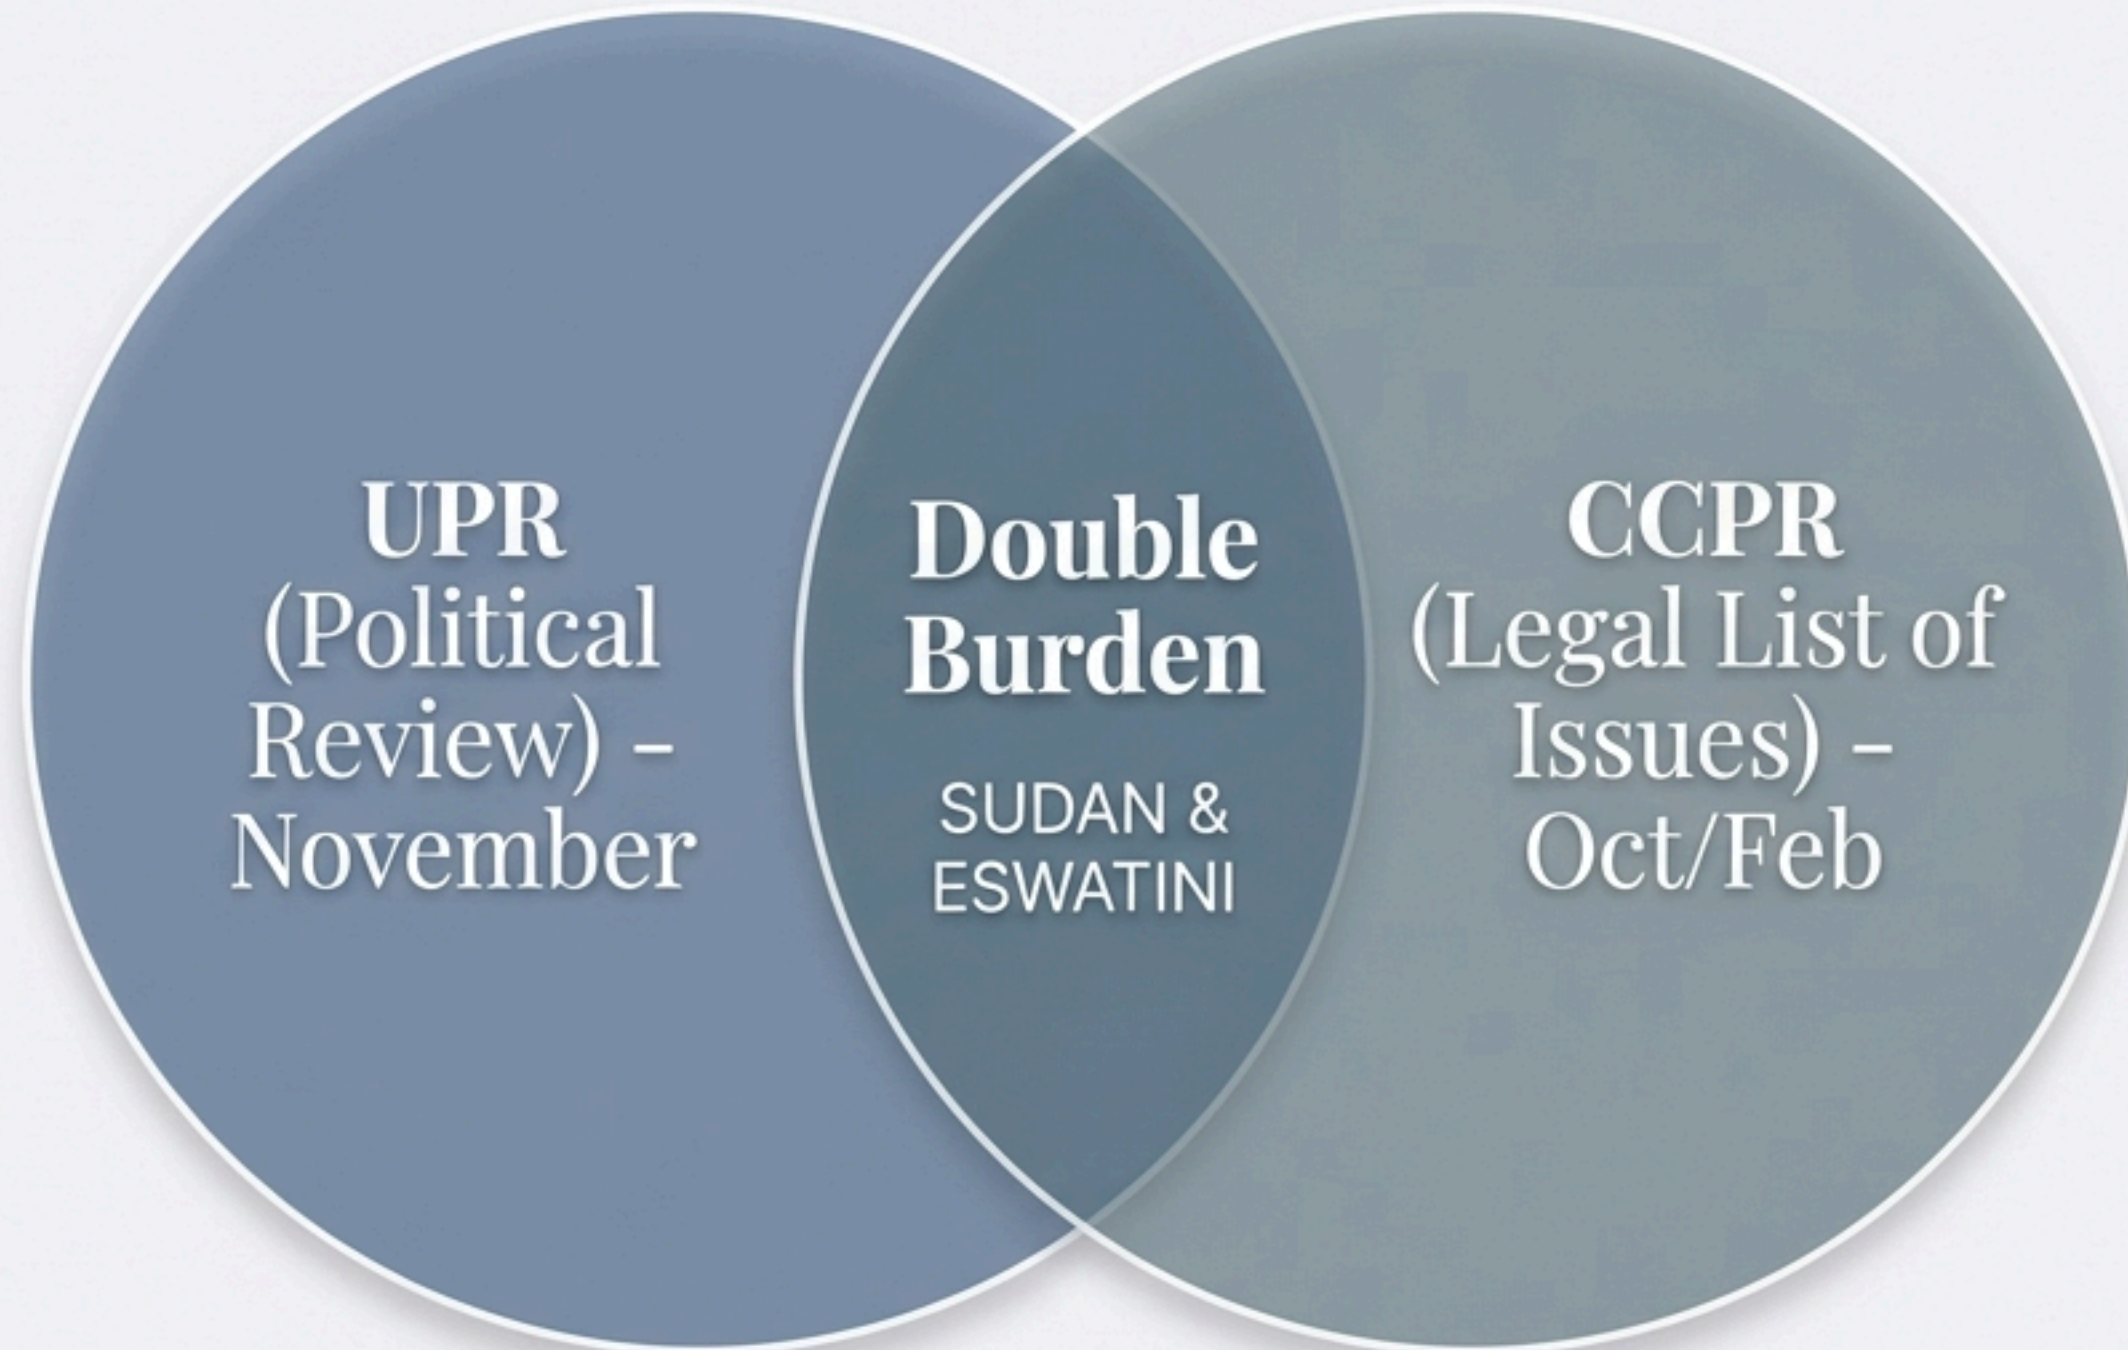 UPR
(Political
Review) -
November
Double
Burden
SUDAN &
ESWATINI
CCPR
(Legal List of
Issues) -
Oct/Feb